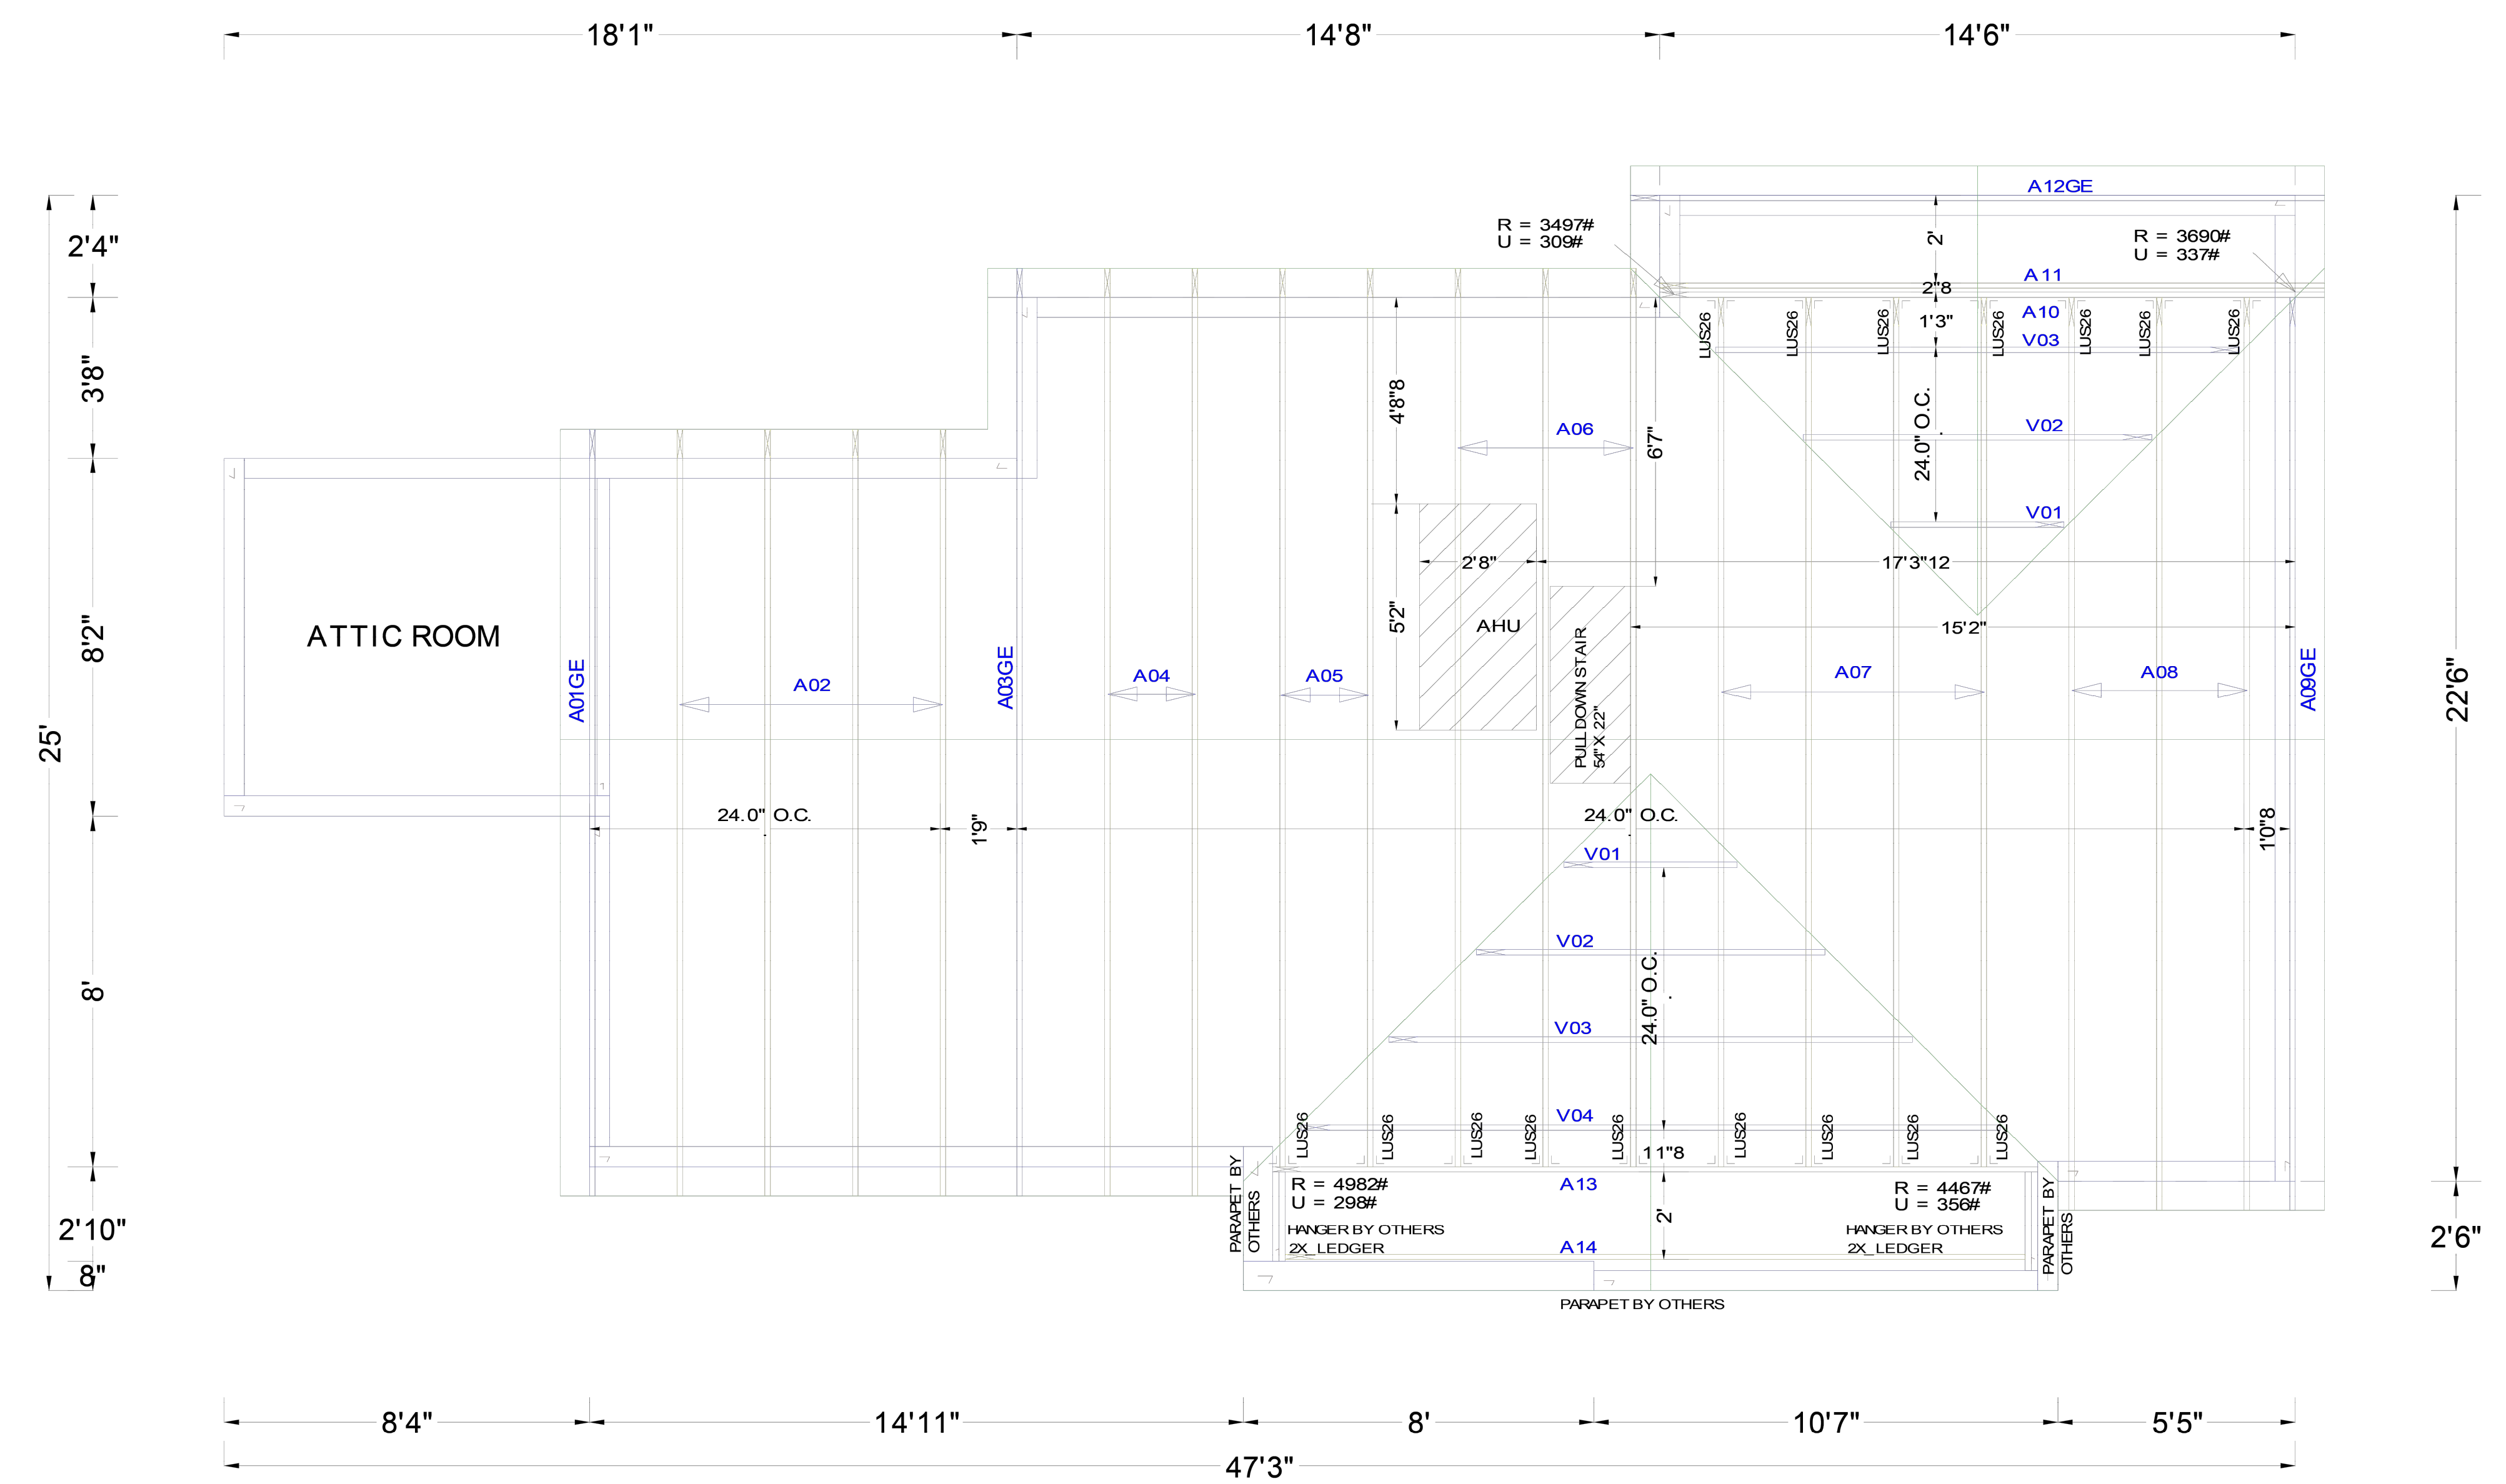 18'1"
14'8"
14'6"
A12GE
R = 3497#
U = 309#
2'
R = 3690#
U = 337#
2'4"
A11
2"8
A10
1'3"
V03
LUS26
LUS26
LUS26
LUS26
LUS26
LUS26
LUS26
3'8"
4'8"8
A06
6'7"
24.0" O.C.
V02
V01
2'8"
17'3"12
AHU
5'2"
15'2"
PULL DOWN STAIR
54" X 22"
ATTIC ROOM
8'2"
A01GE
A02
A03GE
A04
A05
A07
A08
A09GE
22'6"
25'
24.0" O.C.
1'9"
24.0" O.C.
1'0"8
V01
V02
24.0" O.C.
8'
V03
V04
LUS26
LUS26
LUS26
LUS26
LUS26
LUS26
LUS26
LUS26
LUS26
11"8
PARAPET BY
OTHERS
R = 4982#
U = 298#
A13
R = 4467#
U = 356#
2'
HANGER BY OTHERS
2X_LEDGER
A14
HANGER BY OTHERS
2X_LEDGER
PARAPET BY
OTHERS
2'10"
8"
2'6"
PARAPET BY OTHERS
8'4"
14'11"
8'
10'7"
5'5"
47'3"